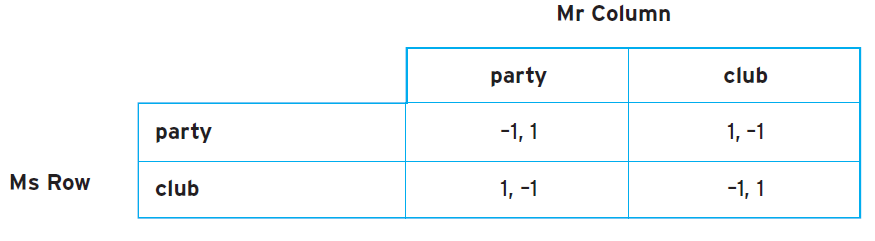 Mr Column
party club
party –1, 1 1, –1
Ms Row club 1, –1 –1, 1